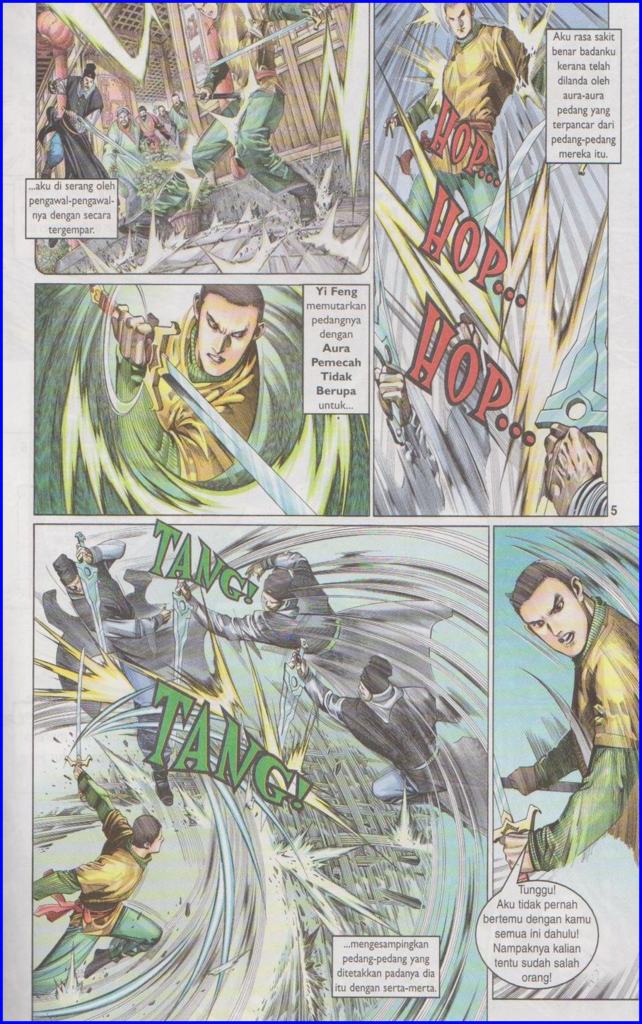 ...aku di serang oleh
pengawal-pengawal-
nya dengan secara
tergempar.
Aku rasa sakit
benar badanku
kerana telah
dilanda oleh
aura-aura
pedang yang
terpancar dari
pedang-pedang
mereka itu.
HOP...
HOP...
HOP...
Yi Feng
memutarkan
pedangnya
dengan
Aura
Pemecah
Tidak
Berupa
untuk...
5
TANG!
TANG!
...mengesampingkan
pedang-pedang yang
ditetakkan padanya dia
itu dengan serta-merta.
Tunggu!
Aku tidak pernah
bertemu dengan kamu
semua ini dahulu!
Nampaknya kalian
tentu sudah salah
orang!